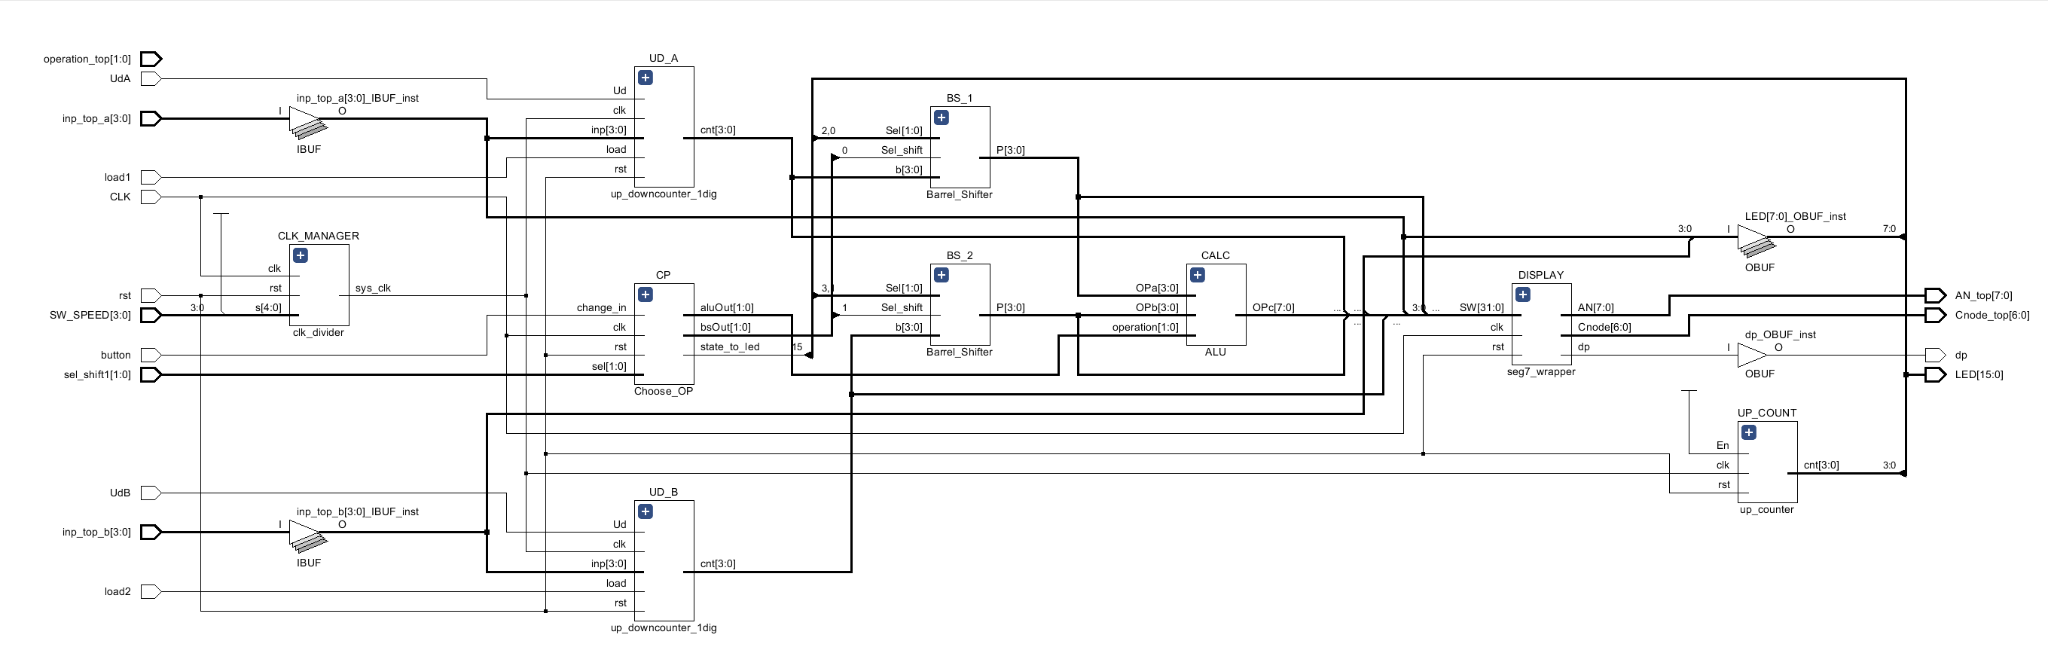 operation_top[1:0]
UdA
inp_top_a[3:0]
load1
CLK
rst
SW_SPEED[3:0]
button
sel_shift1[1:0]
UdB
inp_top_b[3:0]
load2
inp_top_a[3:0]_IBUF_inst
I
O
IBUF
CLK_MANAGER
clk
rst
3:0
s[4:0]
sys_clk
clk_divider
inp_top_b[3:0]_IBUF_inst
I
O
IBUF
UD_A
Ud
clk
inp[3:0]
load
rst
cnt[3:0]
up_downcounter_1dig
CP
change_in
clk
rst
sel[1:0]
aluOut[1:0]
bsOut[1:0]
state_to_led
15
Choose_OP
UD_B
Ud
clk
inp[3:0]
load
rst
cnt[3:0]
up_downcounter_1dig
BS_1
2,0
Sel[1:0]
0
Sel_shift
b[3:0]
P[3:0]
Barrel_Shifter
BS_2
Sel[1:0]
1
Sel_shift
b[3:0]
P[3:0]
Barrel_Shifter
CALC
OPa[3:0]
OPb[3:0]
operation[1:0]
OPc[7:0]
ALU
...
...
...
...
DISPLAY
SW[31:0]
clk
rst
AN[7:0]
Cnode[6:0]
dp
seg7_wrapper
LED[7:0]_OBUF_inst
3:0
I
O
7:0
OBUF
dp_OBUF_inst
I
O
OBUF
UP_COUNT
En
clk
rst
cnt[3:0]
3:0
up_counter
AN_top[7:0]
Cnode_top[6:0]
dp
LED[15:0]